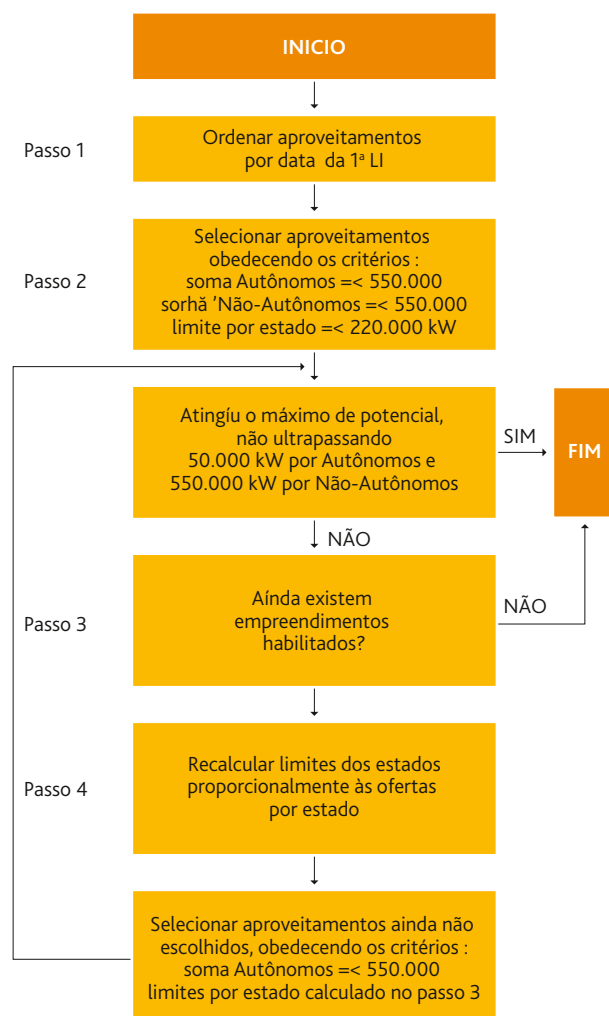 INICIO
Passo 1
Ordenar aproveitamentos
por data da 1ª LI
Passo 2
Selecionar aproveitamentos
obedecendo os critérios :
soma Autônomos =< 550.000
sorhă ’Não-Autônomos =< 550.000
limite por estado =< 220.000 kW
Atingíu o máximo de potencial,
não ultrapassando
50.000 kW por Autônomos e
550.000 kW por Não-Autônomos
SIM
FIM
NÃO
Passo 3
Aínda existem
empreendimentos
habilitados?
NÃO
Passo 4
Recalcular limites dos estados
proporcionalmente às ofertas
por estado
Selecionar aproveitamentos ainda não
escolhidos, obedecendo os critérios :
soma Autônomos =< 550.000
limites por estado calculado no passo 3